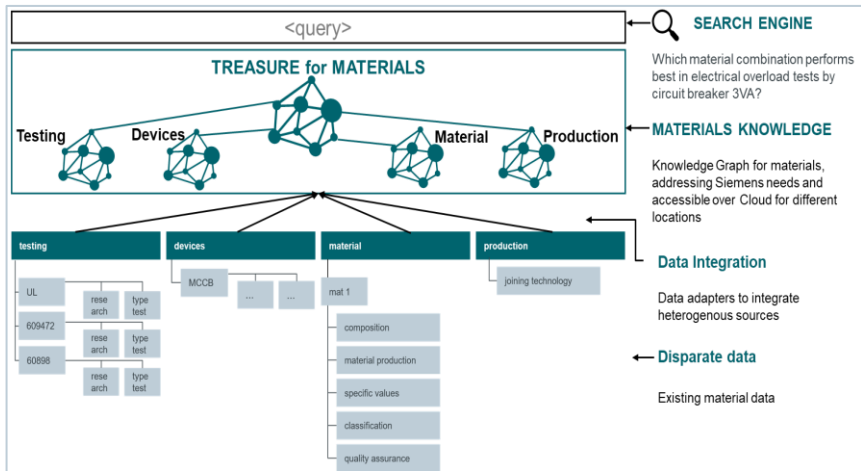 <query>
SEARCH ENGINE
Which material combination performs
best in electrical overload tests by
circuit breaker 3VA?
TREASURE for MATERIALS
Testing
Devices
Material
Production
MATERIALS KNOWLEDGE
Knowledge Graph for materials,
addressing Siemens needs and
accessible over Cloud for different
locations
testing
devices
material
production
UL
rese
arch
type
test
609472
rese
arch
type
test
60898
rese
arch
type
test
MCCB
...
...
mat 1
composition
material production
specific values
classification
quality assurance
joining technology
Data Integration
Data adapters to integrate
heterogenous sources
Disparate data
Existing material data